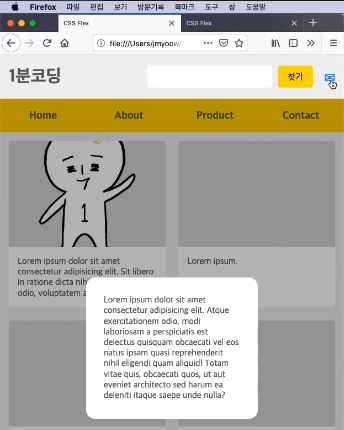 Firefox 파일 편집 보기 방문기록 북마크 도구 창 도움말
CSS Flex
CSS Flex
file:///Users/jmyoow/
1분코딩
찾기
Home About Product Contact
1
Lorem ipsum dolor sit amet
consectetur adipisicing elit. Sit libero
in ratione dicta
odio, voluptatem
Lorem ipsum.
Lorem ipsum dolor sit amet
consectetur adipisicing elit. Atque
exercitationem odio, modi
laboriosam a perspiciatis est
delectus quisquam obcaecati vel eos
natus ipsam quasi reprehenderit
nihil eligendi quam aliquid! Totam
vitae quis, obcaecati quos, ut aut
eveniet architecto sed harum ea
deleniti itaque saepe unde nulla?